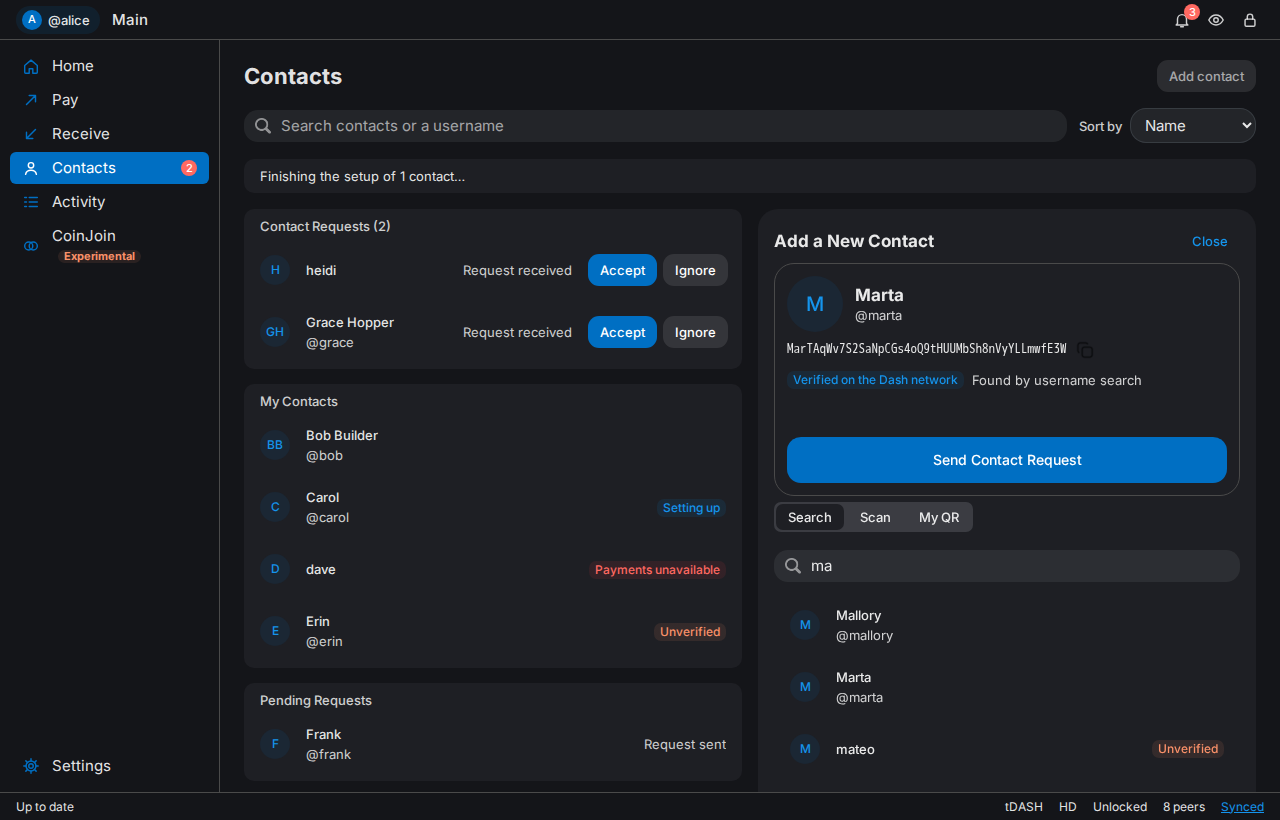 A @alice Main 3
Home
Pay
Receive
Contacts 2
Activity
CoinJoin
Experimental
Settings
Contacts
Add contact
Search contacts or a username
Sort by Name
Finishing the setup of 1 contact...
Contact Requests (2)
H heidi Request received Accept Ignore
GH Grace Hopper
@grace
Request received Accept Ignore
My Contacts
BB Bob Builder
@bob
C Carol
@carol
Setting up
D dave Payments unavailable
E Erin
@erin
Unverified
Pending Requests
F Frank
@frank
Request sent
Add a New Contact Close
M Marta
@marta
MarTAqWv7S2SaNpCGs4oQ9tHUUMbSh8nVyYLLmwfE3W
Verified on the Dash network Found by username search
Send Contact Request
Search Scan My QR
ma
M Mallory
@mallory
M Marta
@marta
M mateo Unverified
Up to date tDASH HD Unlocked 8 peers Synced